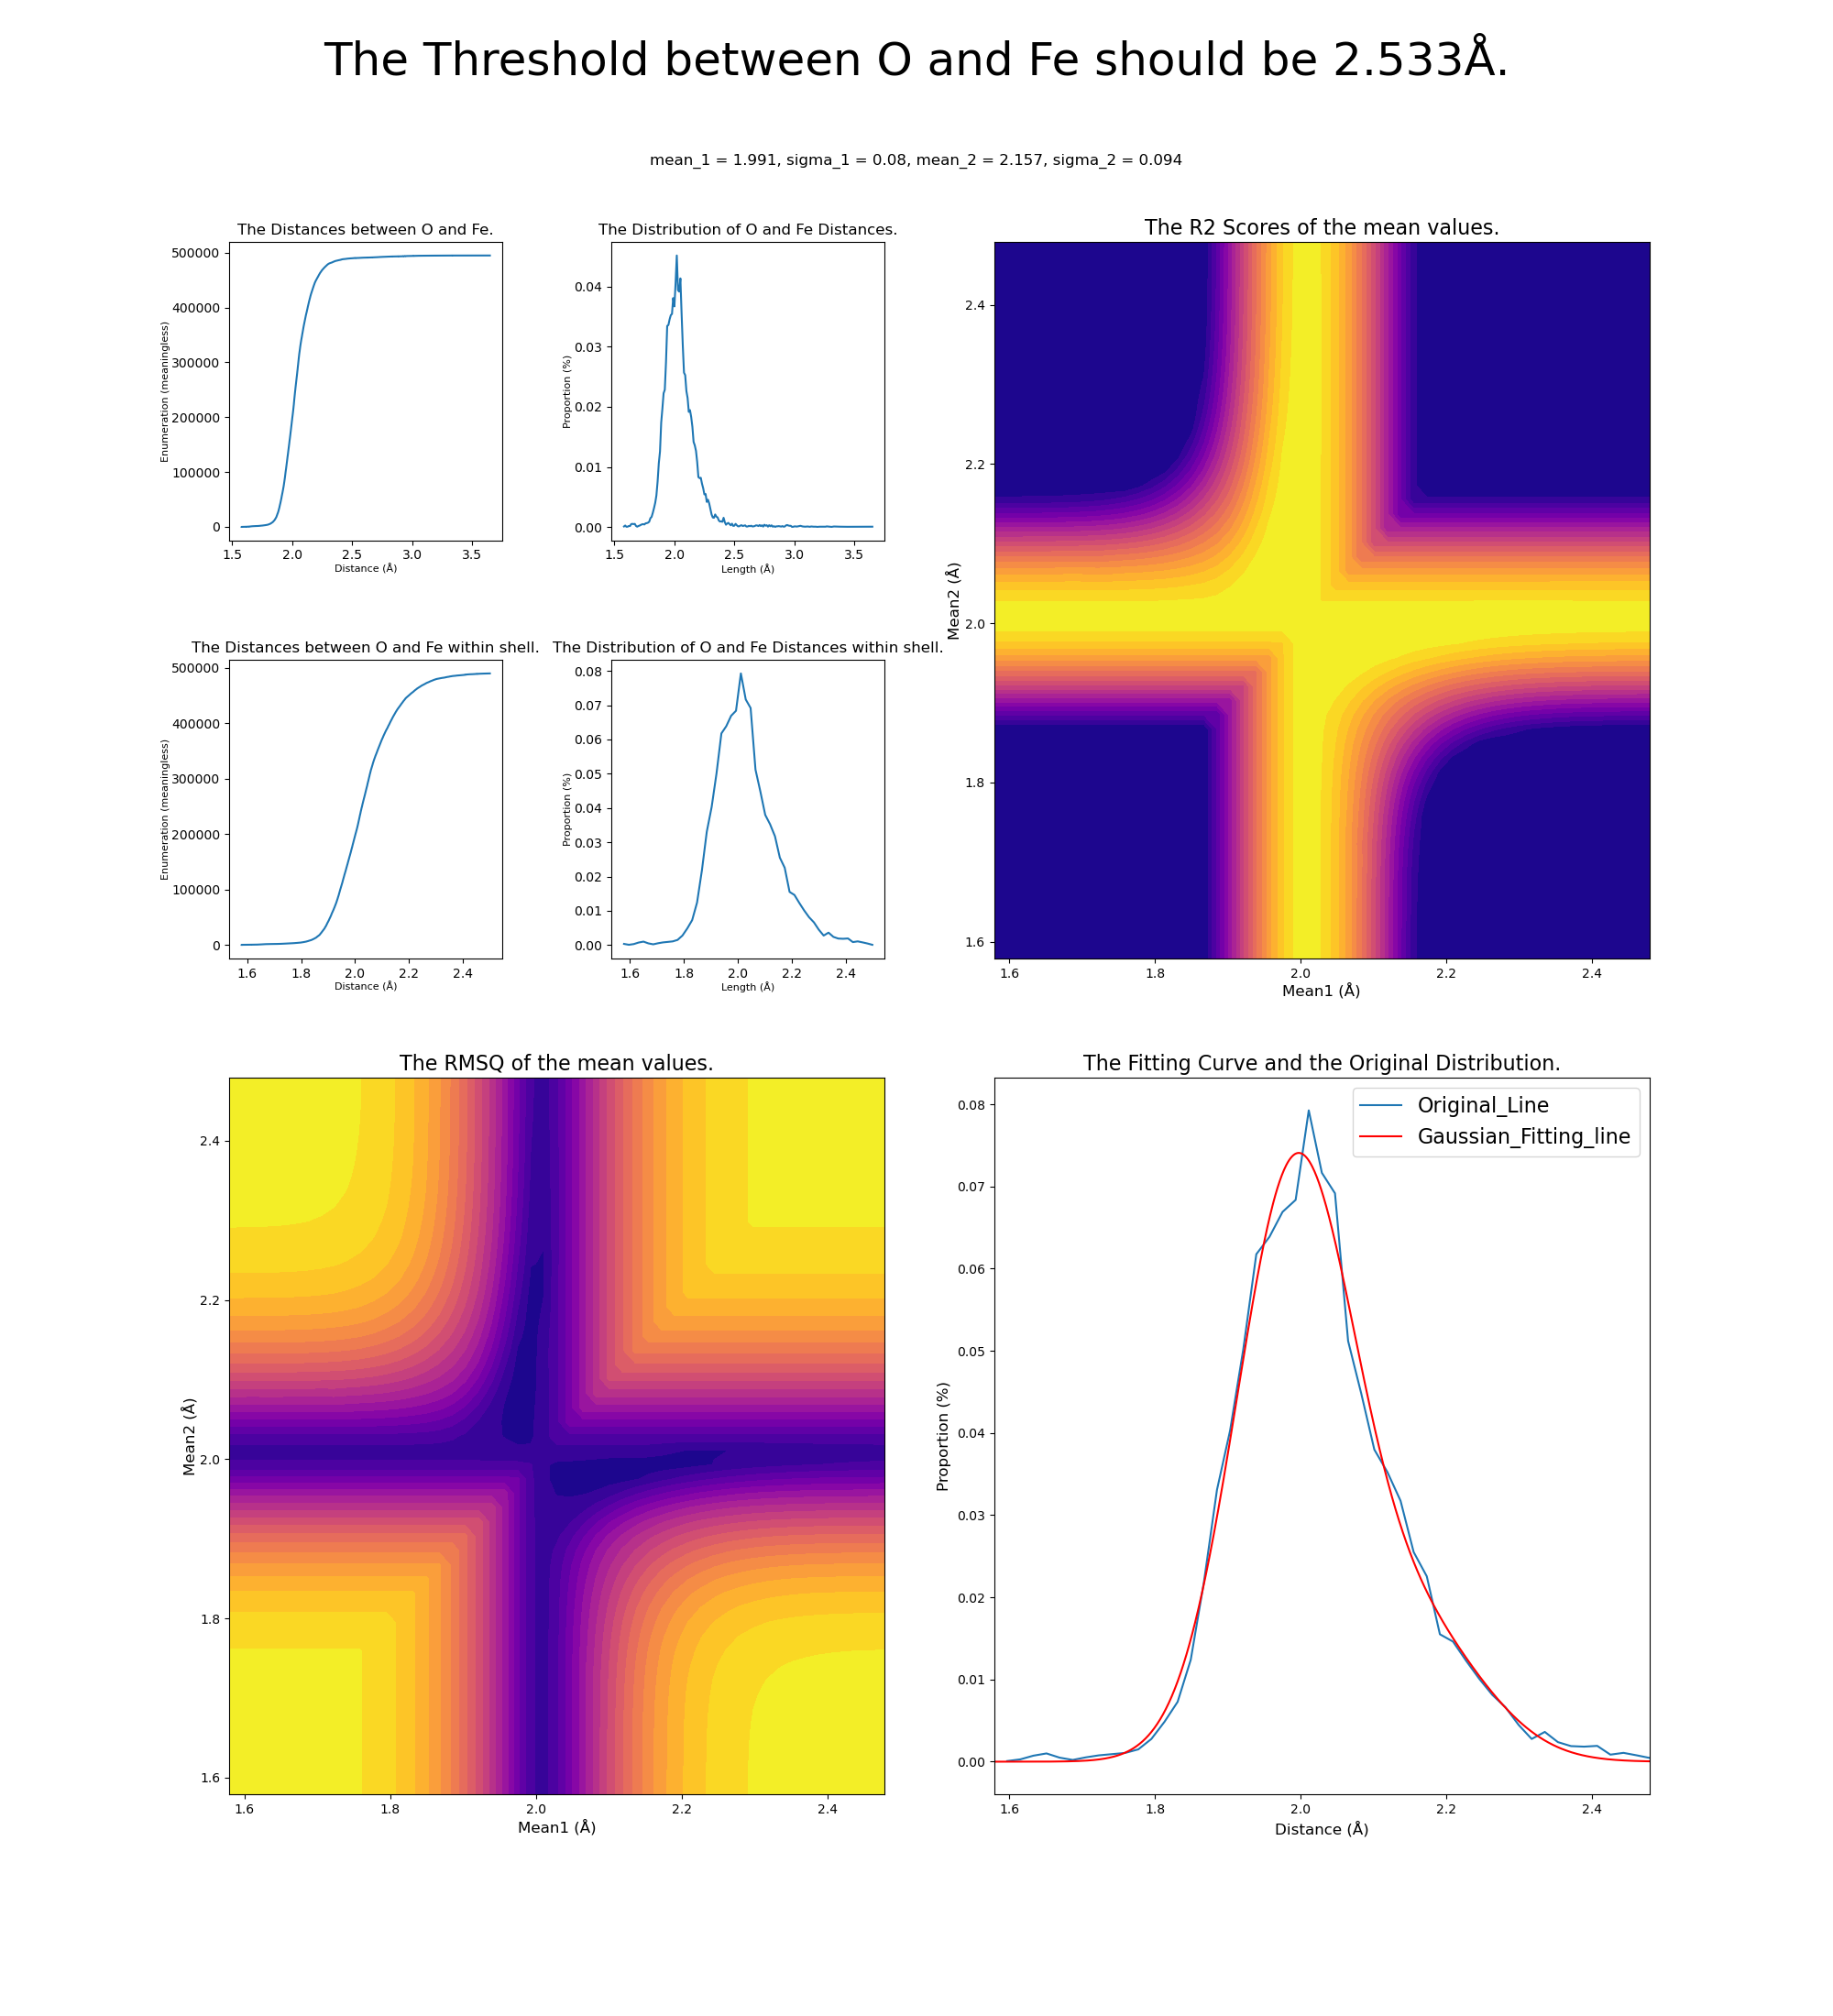 The Threshold between O and Fe should be 2.533Å.
mean_1 = 1.991, sigma_1 = 0.08, mean_2 = 2.157, sigma_2 = 0.094
The Distances between O and Fe.
500000
400000
300000
200000
100000
0
Enumeration (meaningless)
1.5 2.0 2.5 3.0 3.5
Distance (Å)
The Distribution of O and Fe Distances.
0.04
0.03
0.02
0.01
0.00
Proportion (%)
1.5 2.0 2.5 3.0 3.5
Length (Å)
The R2 Scores of the mean values.
2.4
2.2
2.0
1.8
1.6
Mean2 (Å)
1.6 1.8 2.0 2.2 2.4
Mean1 (Å)
The Distances between O and Fe within shell.
500000
400000
300000
200000
100000
0
Enumeration (meaningless)
1.6 1.8 2.0 2.2 2.4
Distance (Å)
The Distribution of O and Fe Distances within shell.
0.08
0.07
0.06
0.05
0.04
0.03
0.02
0.01
0.00
Proportion (%)
1.6 1.8 2.0 2.2 2.4
Length (Å)
The RMSQ of the mean values.
2.4
2.2
2.0
1.8
1.6
Mean2 (Å)
1.6 1.8 2.0 2.2 2.4
Mean1 (Å)
The Fitting Curve and the Original Distribution.
Original_Line
Gaussian_Fitting_line
0.08
0.07
0.06
0.05
0.04
0.03
0.02
0.01
0.00
Proportion (%)
1.6 1.8 2.0 2.2 2.4
Distance (Å)